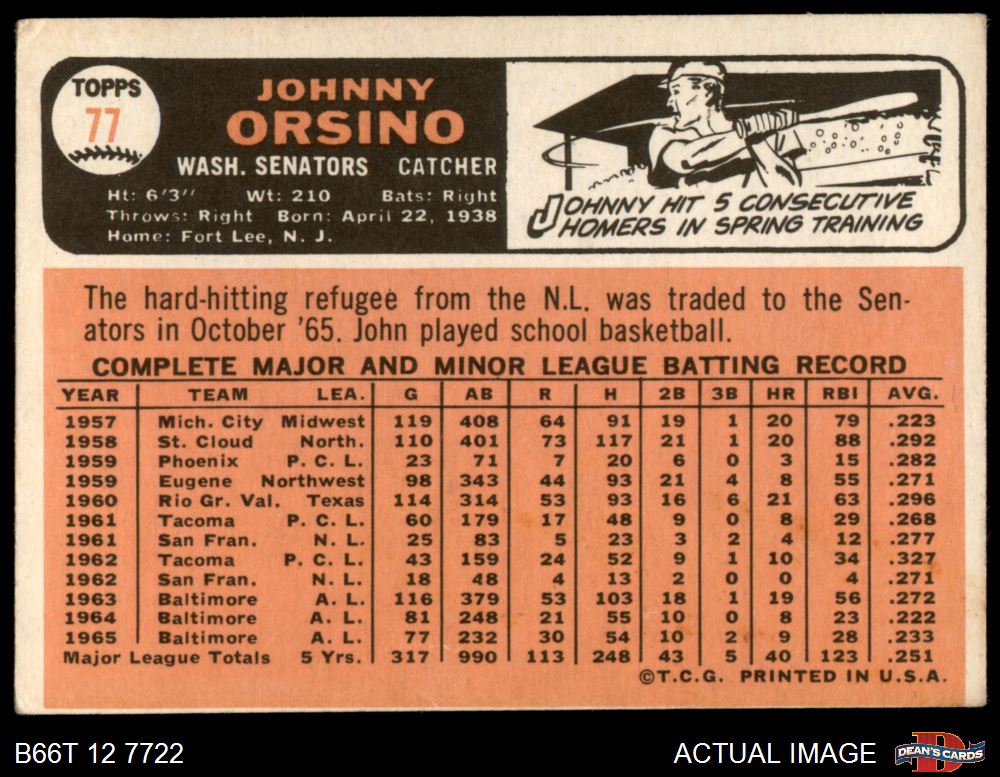 TOPPS
77
JOHNNY
ORSINO
WASH. SENATORS CATCHER
Ht: 6'3" Wt: 210 Bats: Right
Throws: Right Born: April 22, 1938
Home: Fort Lee, N. J.
JOHNNY HIT 5 CONSECUTIVE
HOMERS IN SPRING TRAINING
The hard-hitting refugee from the N.L. was traded to the Sen-
ators in October '65. John played school basketball.
COMPLETE MAJOR AND MINOR LEAGUE BATTING RECORD
YEAR TEAM LEA. G AB R H 2B 3B HR RBI AVG.
1957 Mich. City Midwest 119 408 64 91 19 1 20 79 .223
1958 St. Cloud North. 110 401 73 117 21 1 20 88 .292
1959 Phoenix P. C. L. 23 71 7 20 6 0 3 15 .282
1959 Eugene Northwest 98 343 44 93 21 4 8 55 .271
1960 Rio Gr. Val. Texas 114 314 53 93 16 6 21 63 .296
1961 Tacoma P. C. L. 60 179 17 48 9 0 8 29 .268
1961 San Fran. N. L. 25 83 5 23 3 2 4 12 .277
1962 Tacoma P. C. L. 43 159 24 52 9 1 10 34 .327
1962 San Fran. N. L. 18 48 4 13 2 0 0 4 .271
1963 Baltimore A. L. 116 379 53 103 18 1 19 56 .272
1964 Baltimore A. L. 81 248 21 55 10 0 8 23 .222
1965 Baltimore A. L. 77 232 30 54 10 2 9 28 .233
Major League Totals 5 Yrs. 317 990 113 248 43 5 40 123 .251
©T.C.G. PRINTED IN U.S.A.
B66T 12 7722
ACTUAL IMAGE
DEAN'S CARDS